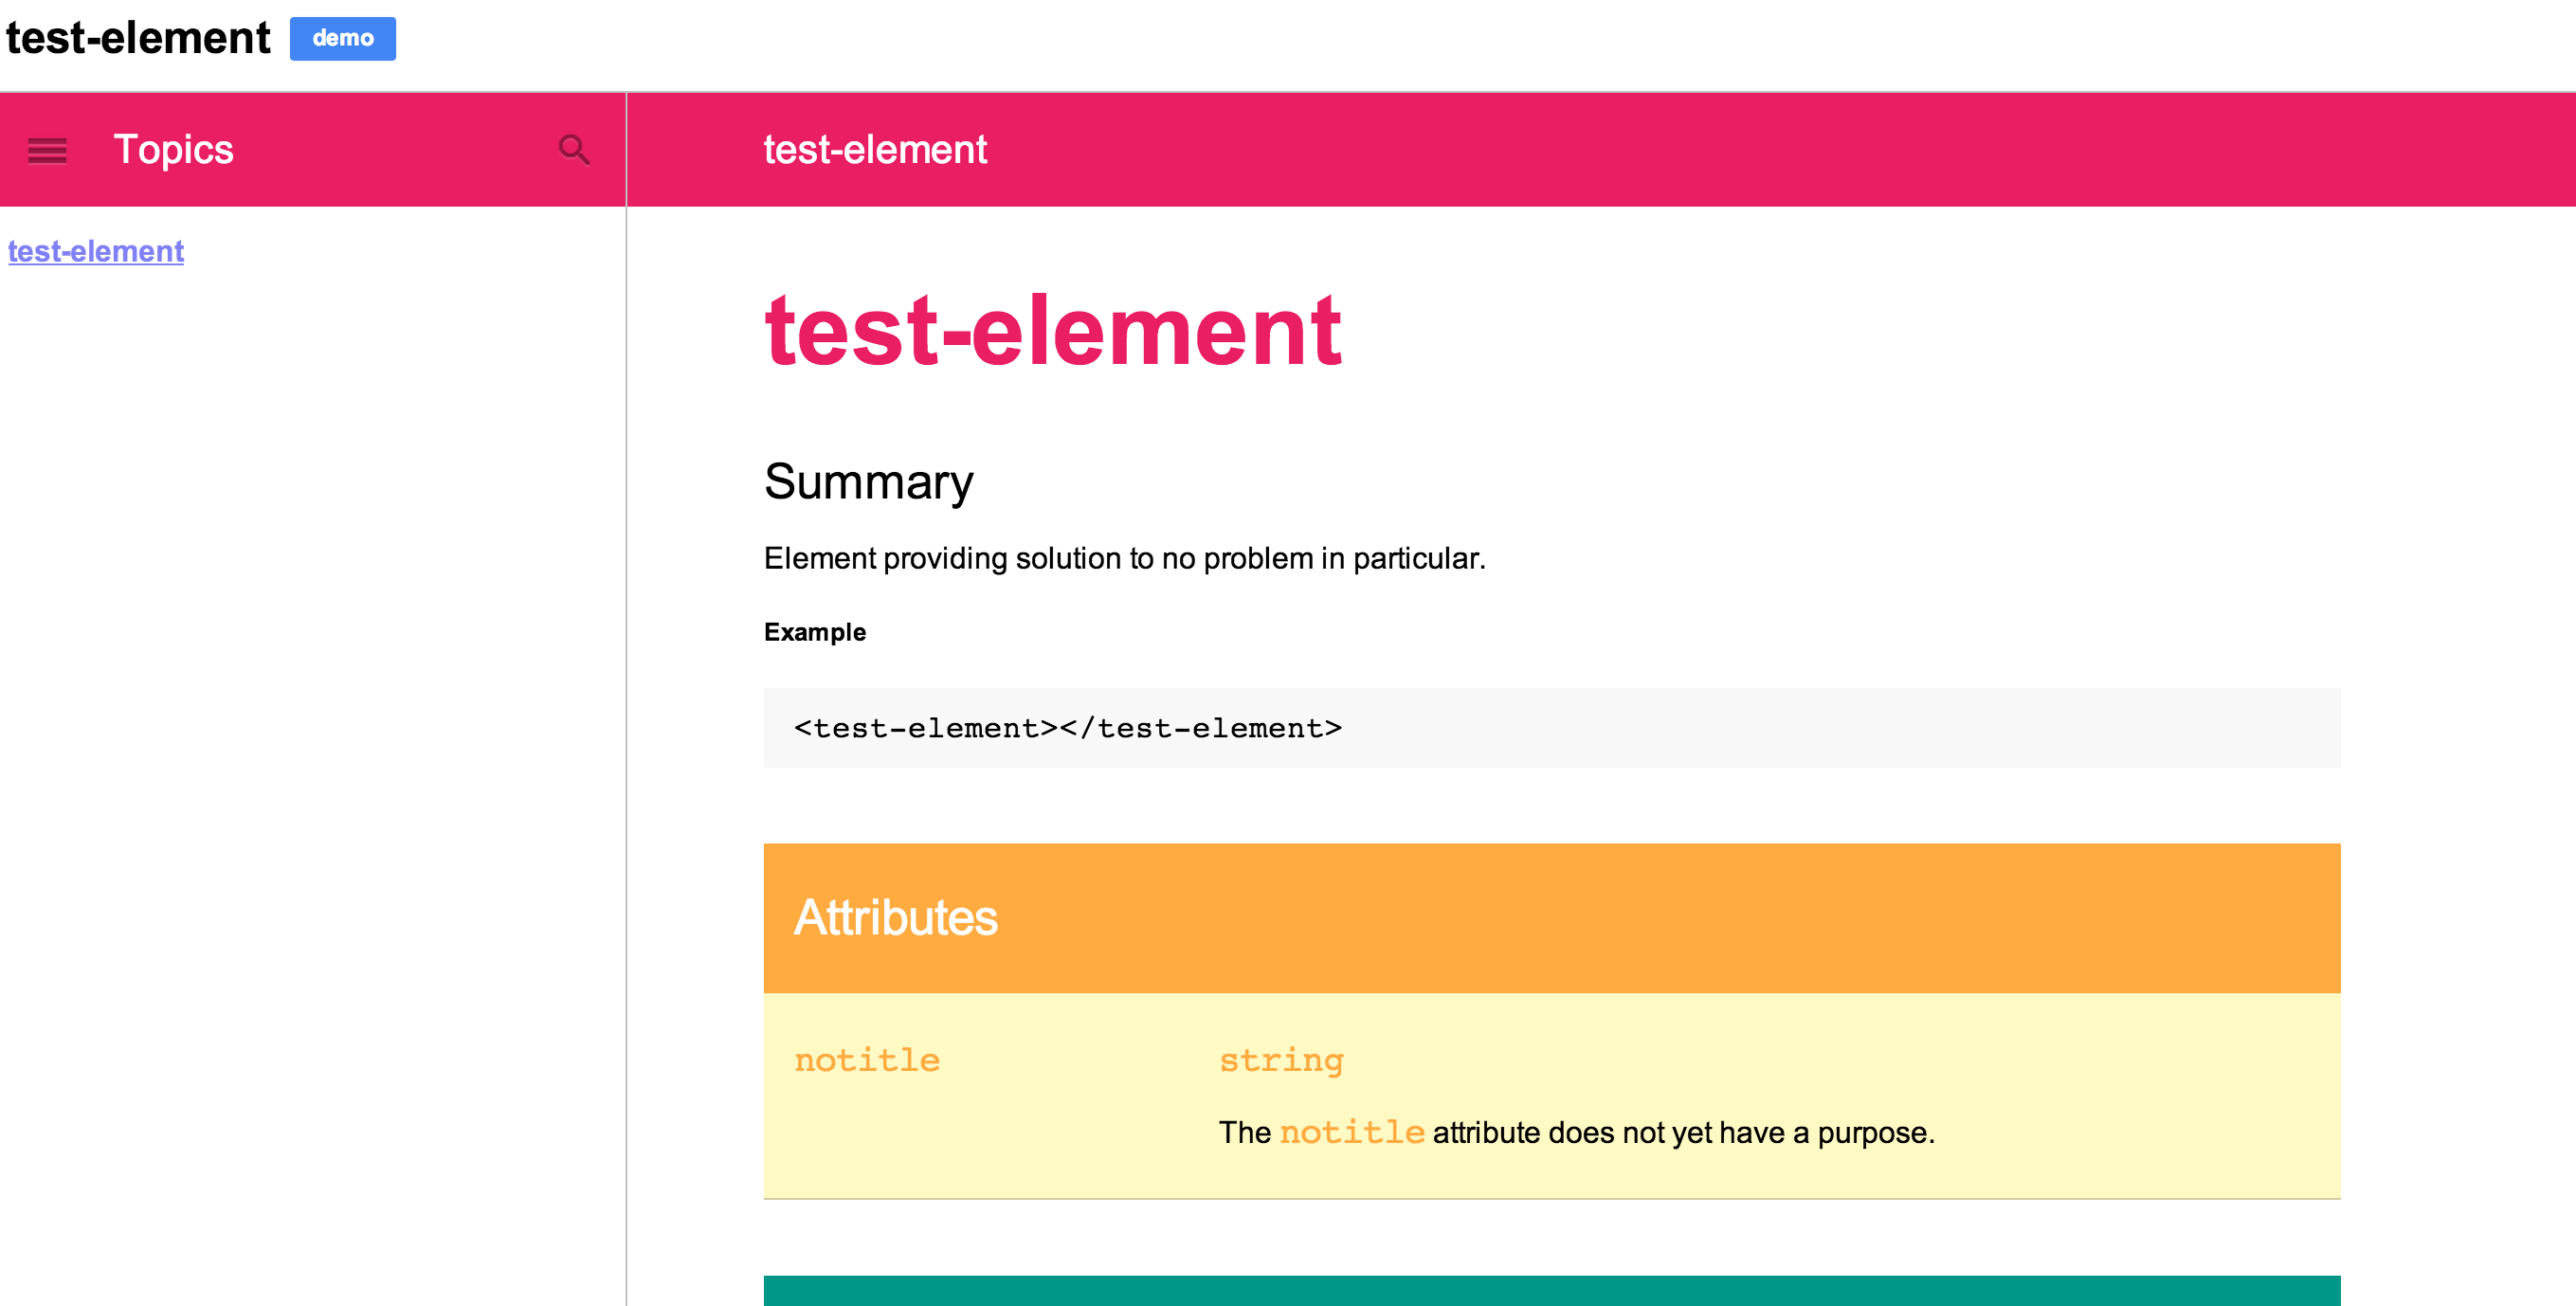 test-element demo
Topics
test-element
test-element
test-element
Summary
Element providing solution to no problem in particular.
Example
<test-element></test-element>
Attributes
notitle string
The notitle attribute does not yet have a purpose.